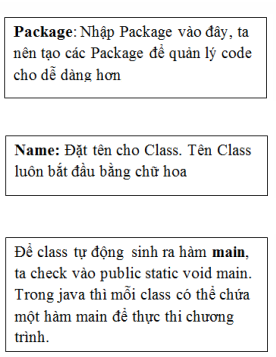 Package: Nhập Package vào đây, ta
nên tạo các Package để quản lý code
cho dễ dàng hơn
Name: Đặt tên cho Class. Tên Class
luôn bắt đầu bằng chữ hoa
Để class tự động sinh ra hàm main,
ta check vào public static void main.
Trong java thì mỗi class có thể chứa
một hàm main để thực thi chương
trình.